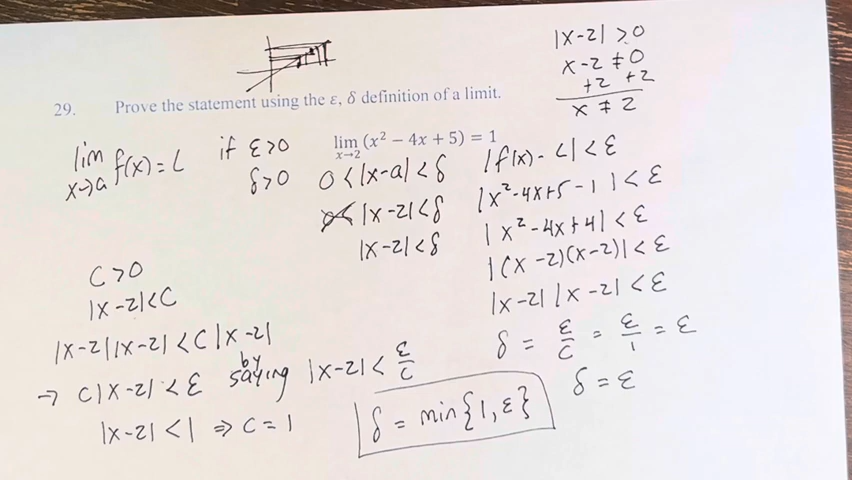 |x-2| > 0
x-2 ≠ 0
+2 +2
x ≠ 2
29. Prove the statement using the ε, δ definition of a limit.
lim x→2 (x² − 4x + 5) = 1
lim x→a f(x) = L
if ε>0
δ>0
0<|x-a|<δ
0<|x-2|<δ
|x-2|<δ
|f(x)-L|<ε
|x²-4x+5-1|<ε
|x²-4x+4|<ε
|(x-2)(x-2)|<ε
|x-2||x-2|<ε
δ = ε/C = ε/1 = ε
δ = ε
C>0
|x-2|<C
|x-2||x-2|<C|x-2|
→ C|x-2|<ε by saying |x-2|<ε/C
|x-2|<1 ⇒ C=1
δ = min{1,ε}